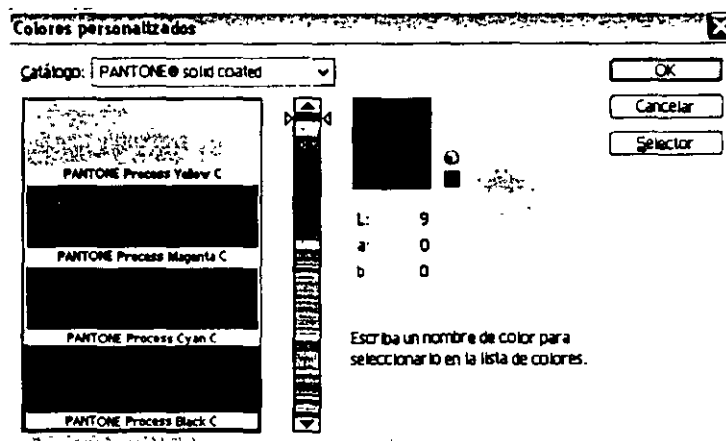 Colores personalizados
Catálogo: PANTONE® solid coated
OK
Cancelar
Selector
PANTONE Process Yellow C
PANTONE Process Magenta C
PANTONE Process Cyan C
PANTONE Process Black C
L: 9
a: 0
b 0
Escriba un nombre de color para
seleccionarlo en la lista de colores.